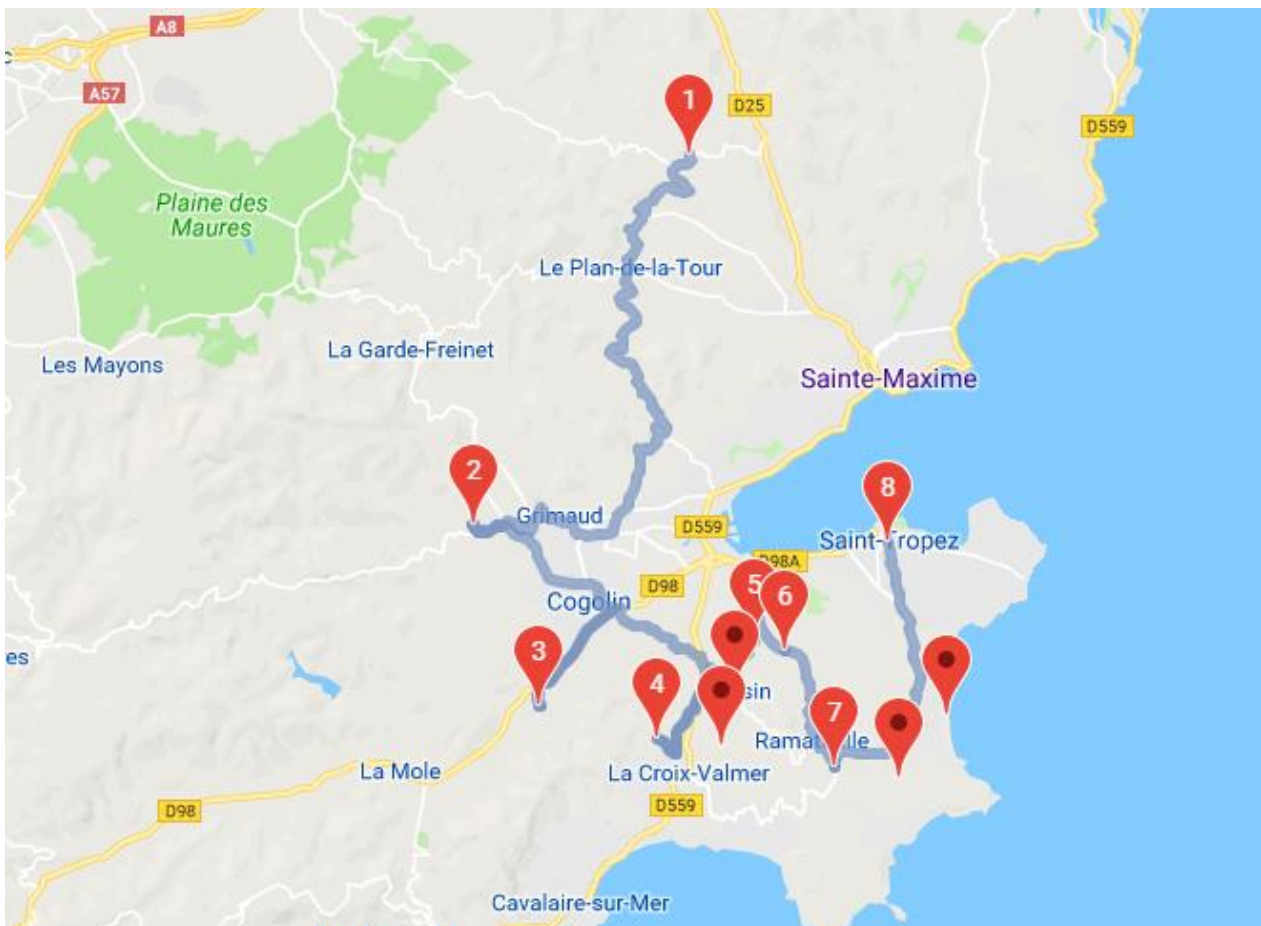 A8
c
A57
1
D25
D559
Plaine des
Maures
Le Plan-de-la-Tour
La Garde-Freinet
Les Mayons
Sainte-Maxime
2
8
Grimaud
D559
Saint-Tropez
D98A
D98
5
6
Cogolin
3
es
4
sin
7
Ramatuelle
La Mole
La Croix-Valmer
D98
D559
Cavalaire-sur-Mer